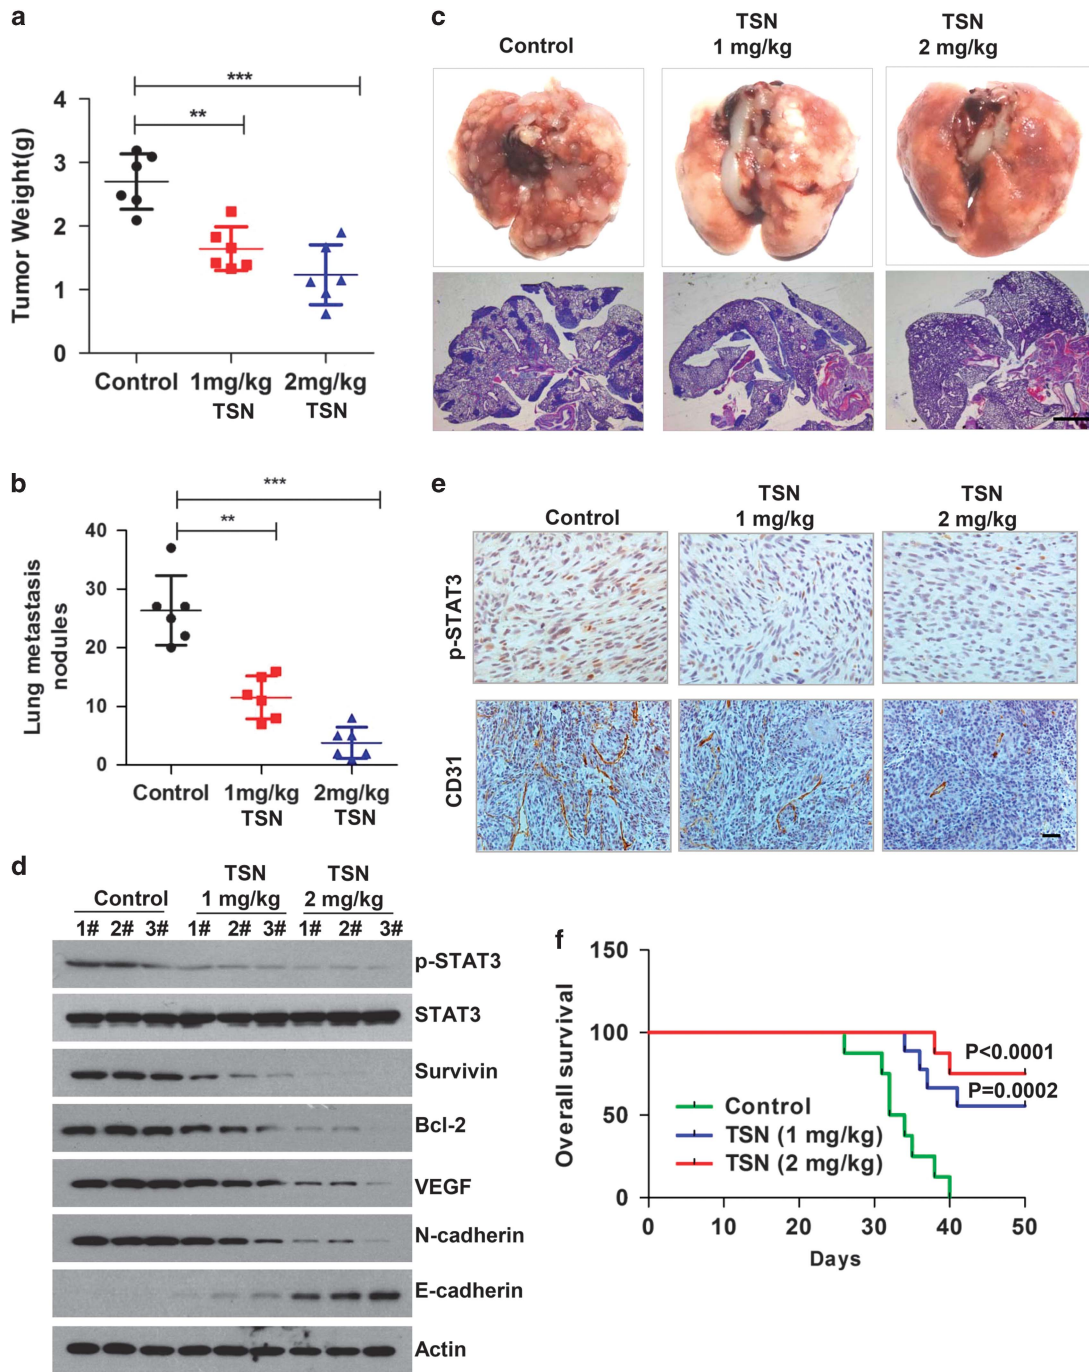 a
***
**
4
3
2
1
0
Tumor Weight(g)
Control 1mg/kg 2mg/kg
TSN TSN
b
***
**
40
30
20
10
0
Lung metastasis
nodules
Control 1mg/kg 2mg/kg
TSN TSN
c
Control
TSN
1 mg/kg
TSN
2 mg/kg
d
Control
TSN
1 mg/kg
TSN
2 mg/kg
1# 2# 3# 1# 2# 3# 1# 2# 3#
p-STAT3
STAT3
Survivin
Bcl-2
VEGF
N-cadherin
E-cadherin
Actin
e
Control
TSN
1 mg/kg
TSN
2 mg/kg
p-STAT3
CD31
f
150
100
50
0
Overall survival
P<0.0001
P=0.0002
Control
TSN (1 mg/kg)
TSN (2 mg/kg)
0 10 20 30 40 50
Days